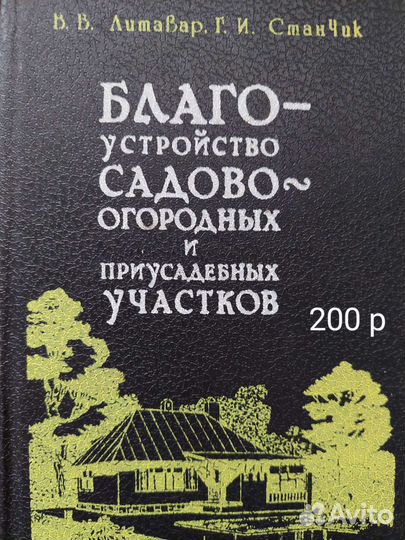 В. В. Литавар, Г. И. Станчик
БЛАГО-
УСТРОЙСТВО
САДОВО~
ОГОРОДНЫХ
И
ПРИУСАДЕБНЫХ
УЧАСТКОВ
200 р
Avito